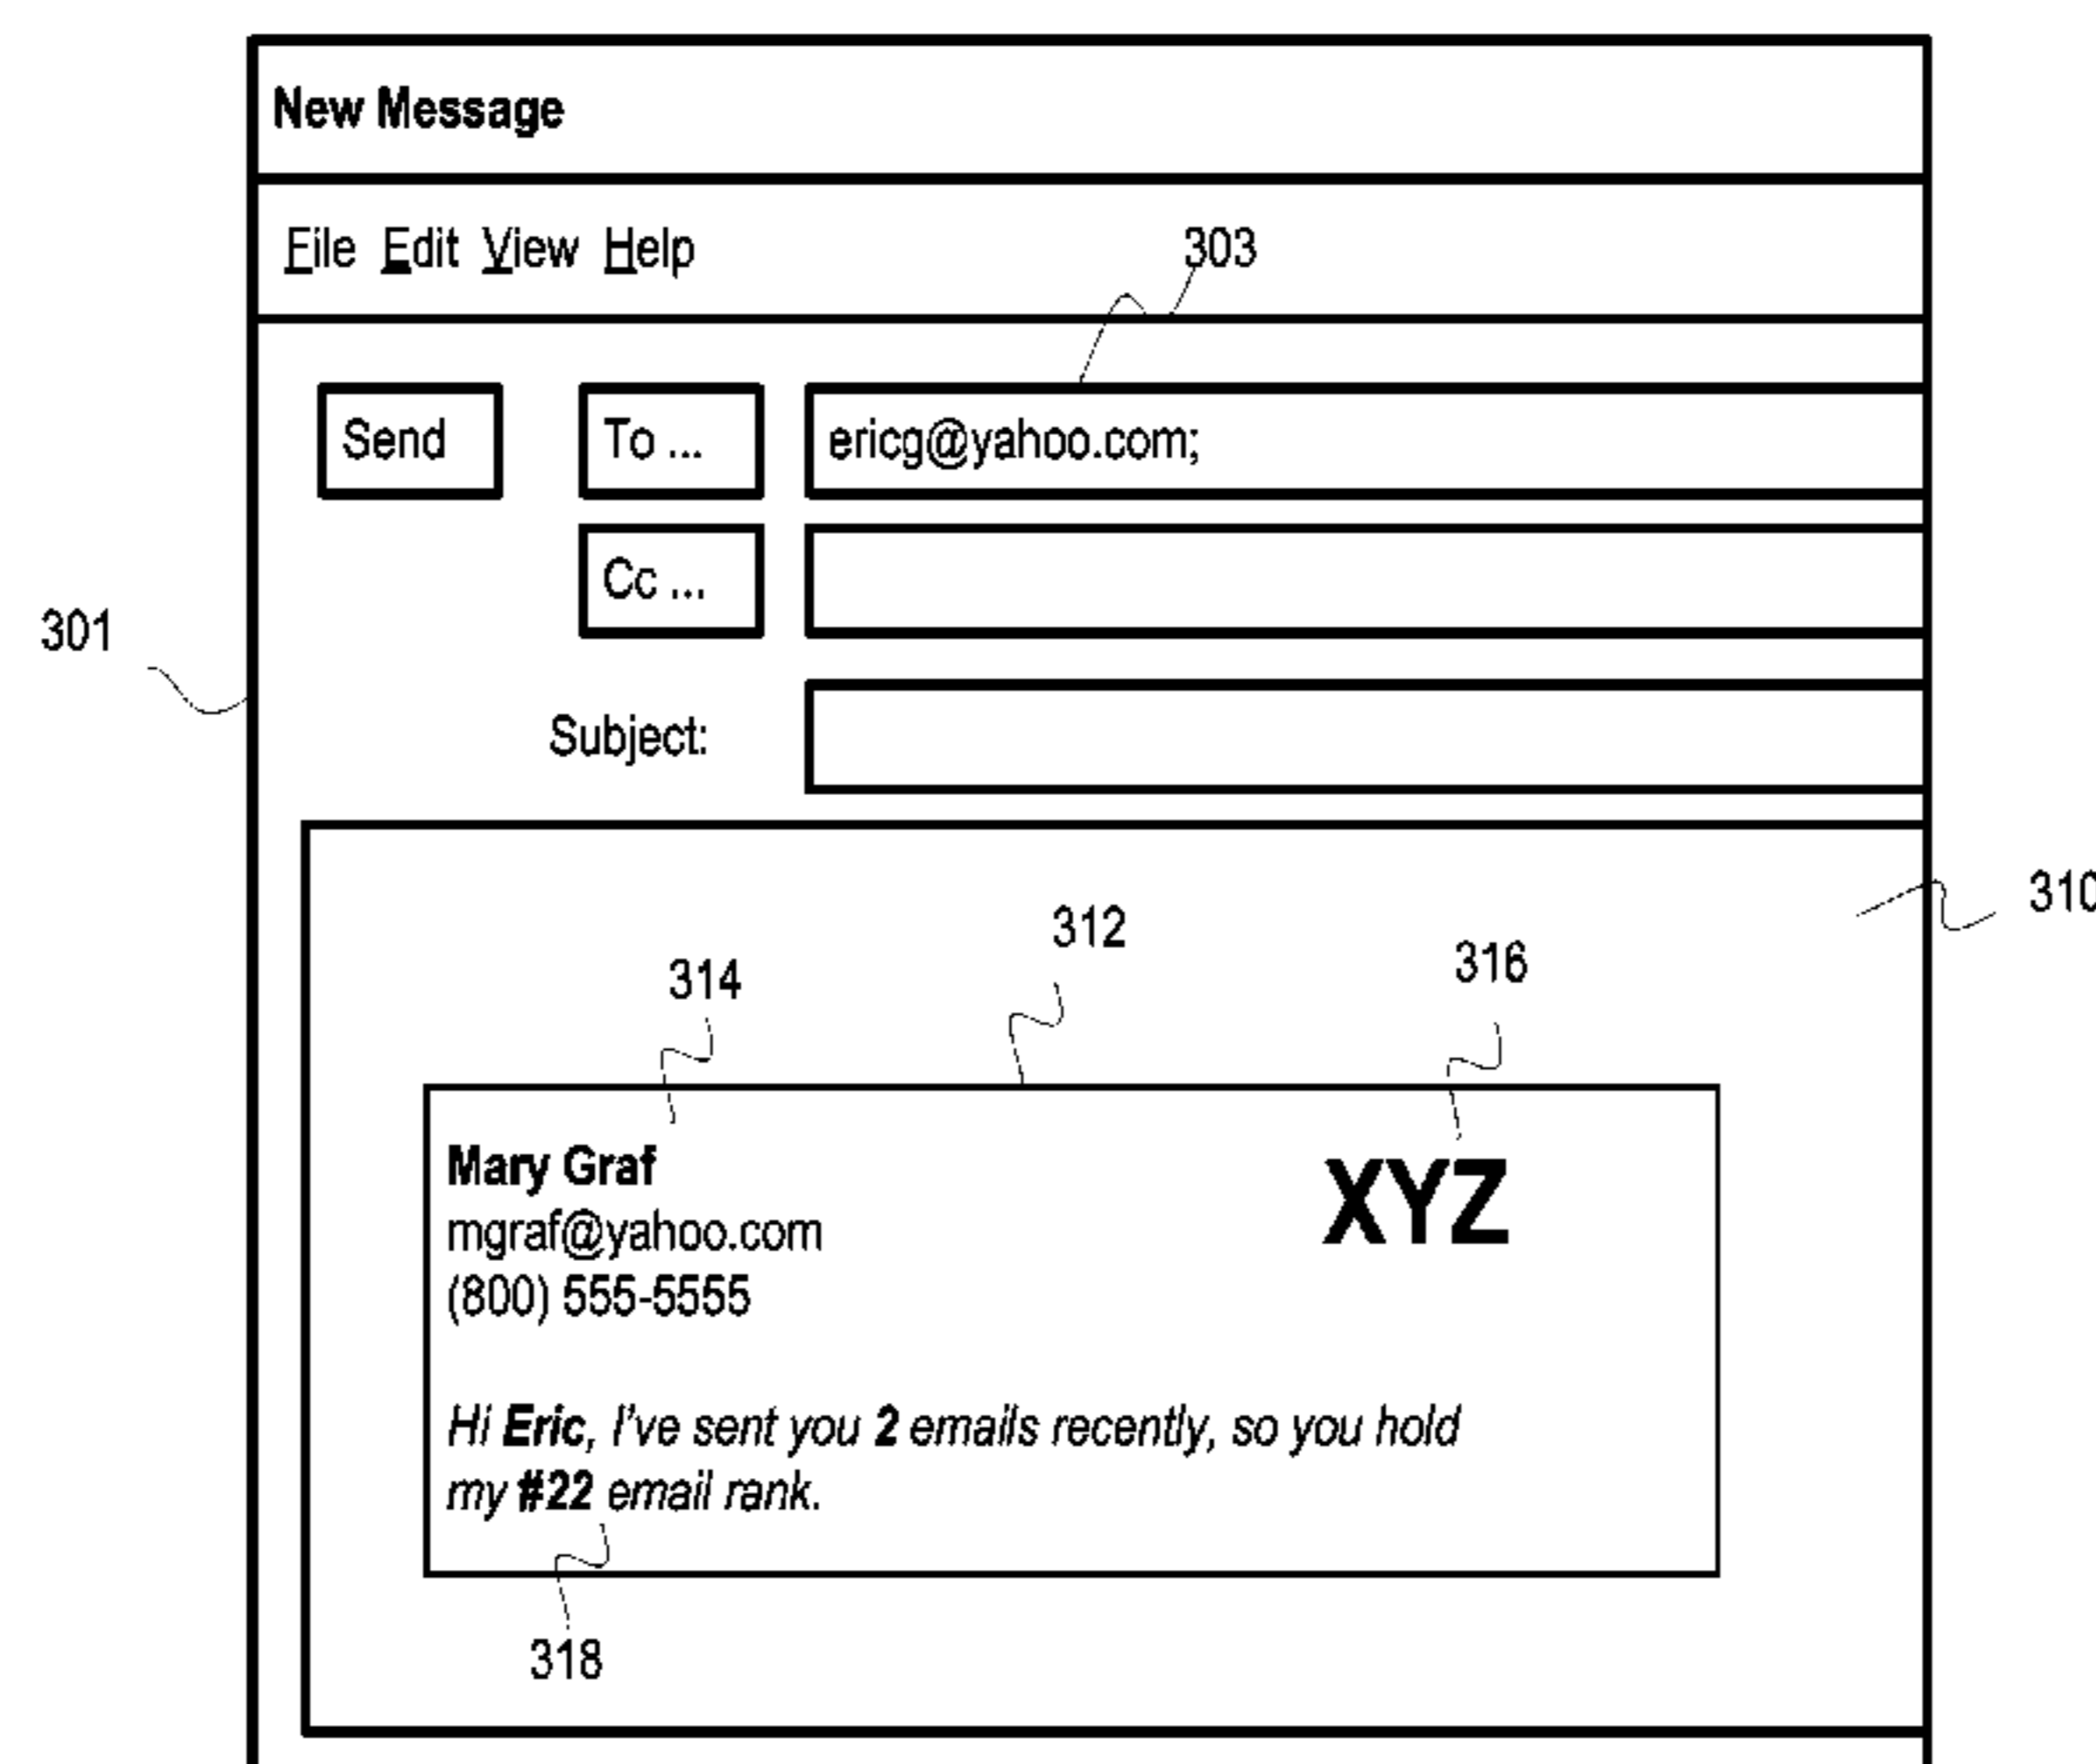 New Message
File Edit View Help
303
Send
To ...
ericg@yahoo.com;
Cc ...
301
Subject:
310
312
316
314
Mary Graf
XYZ
mgraf@yahoo.com
(800) 555-5555
Hi Eric, I've sent you 2 emails recently, so you hold
my #22 email rank.
318